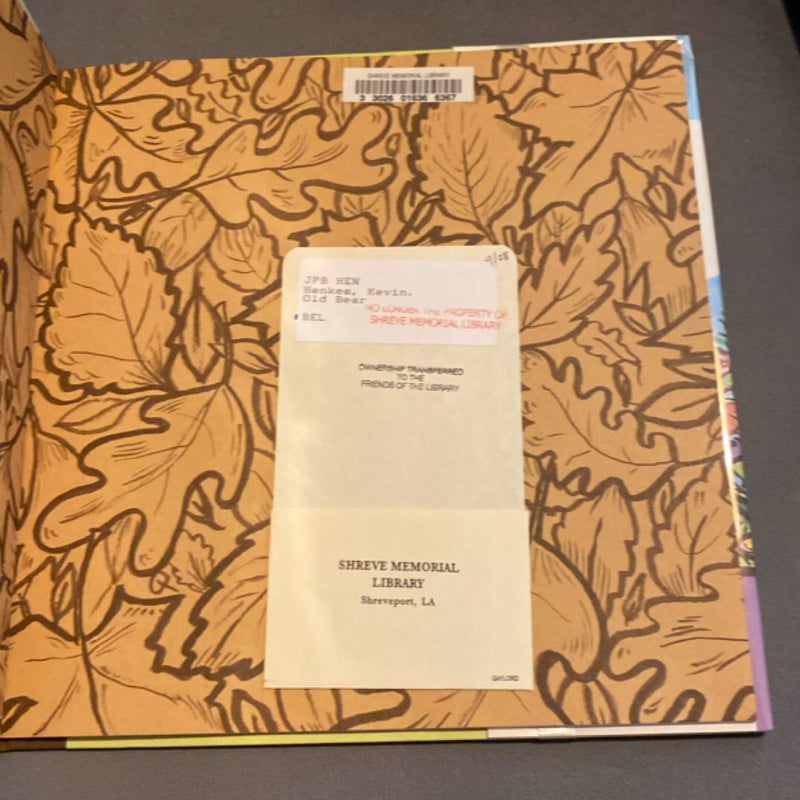 SHREVE MEMORIAL LIBRARY
3 3026 01636 6367
9/08
JPB HEN
Henkes, Kevin.
Old Bear
NO LONGER THE PROPERTY OF
SHREVE MEMORIAL LIBRARY
BEL
OWNERSHIP TRANSFERRED
TO THE
FRIENDS OF THE LIBRARY
SHREVE MEMORIAL
LIBRARY
Shreveport, LA
GAYLORD